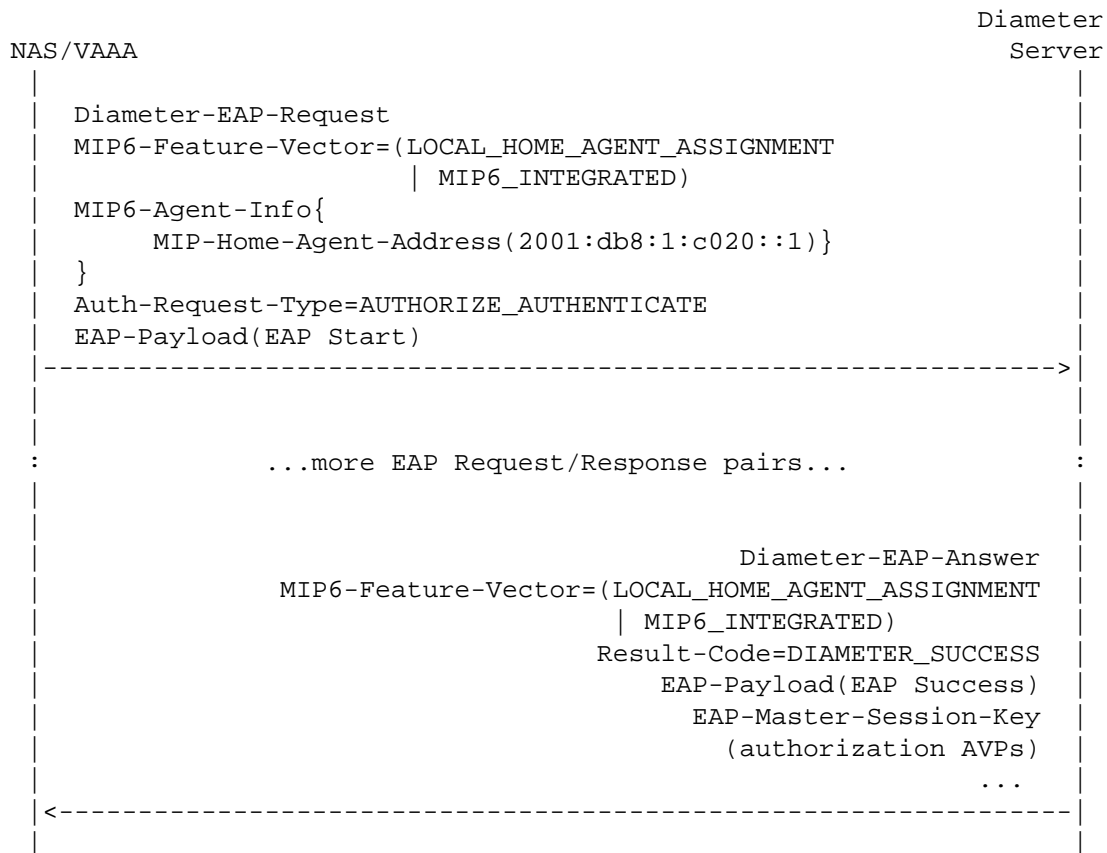 Diameter
NAS/VAAA Server
Diameter-EAP-Request
MIP6-Feature-Vector=(LOCAL_HOME_AGENT_ASSIGNMENT
| MIP6_INTEGRATED)
MIP6-Agent-Info{
MIP-Home-Agent-Address(2001:db8:1:c020::1)}
}
Auth-Request-Type=AUTHORIZE_AUTHENTICATE
EAP-Payload(EAP Start)
|---------------------------------------------------------------->|
: ...more EAP Request/Response pairs... :
Diameter-EAP-Answer
MIP6-Feature-Vector=(LOCAL_HOME_AGENT_ASSIGNMENT
| MIP6_INTEGRATED)
Result-Code=DIAMETER_SUCCESS
EAP-Payload(EAP Success)
EAP-Master-Session-Key
(authorization AVPs)
...
|<----------------------------------------------------------------|